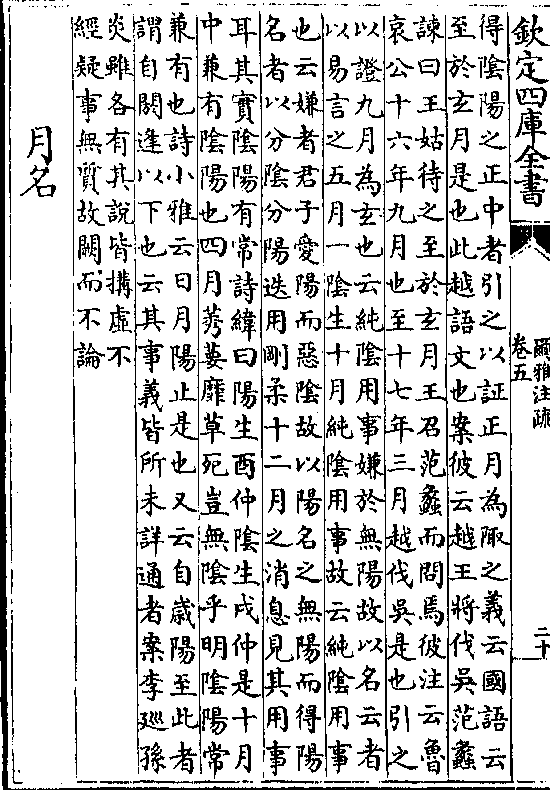 欽定四庫全書
爾雅注疏
卷五
二十
得陰陽之正中者引之以証正月為陬之義云國語云
至於玄月是也此越語文也案彼云越王將伐吳范蠡
諫曰王姑待之至於玄月王召范蠡而問焉彼注云魯
哀公十六年九月也至十七年三月越伐吳是也引之
以證九月為玄也云純陰用事嫌於無陽故以名云者
以易言之五月一陰生十月純陰用事故云純陰用事
也云嫌者君子愛陽而惡陰故以陽名之無陽而得陽
名者以分陰分陽迭用剛柔十二月之消息見其用事
耳其實陰陽有常詩緯曰陽生酉仲陰生戌仲是十月
中兼有陰陽也四月莠葽靡草死豈無陰乎明陰陽常
兼有也詩小雅云日月陽止是也又云自歲陽至此者
謂自閼逢以下也云其事義皆所未詳通者案李廵孫
炎雖各有其說皆搆虛不
經疑事無質故闕而不論
月名